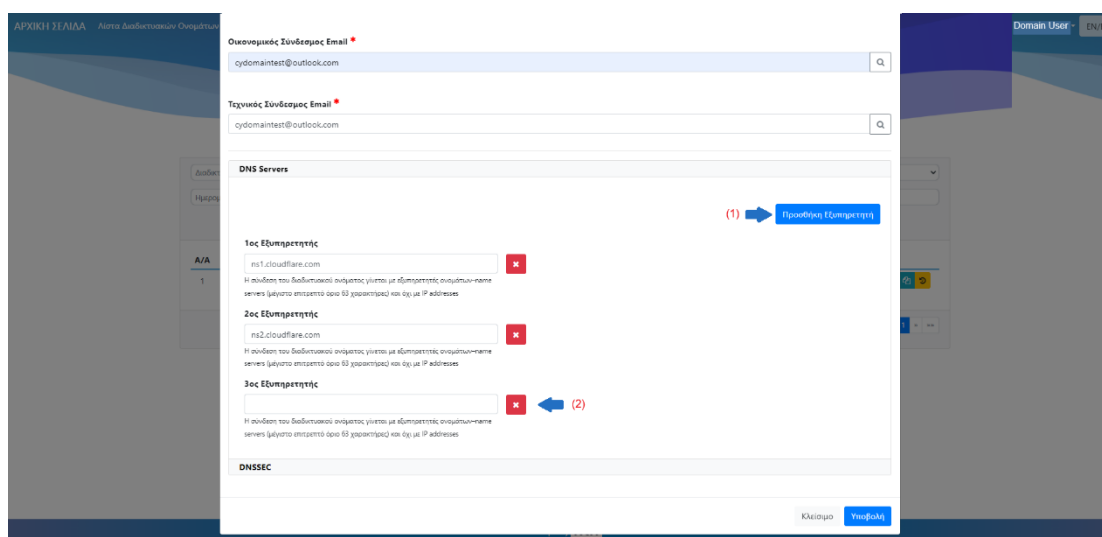 ΑΡΧΙΚΗ ΣΕΛΙΔΑ Λίστα Διαδικτυακών Ονομάτων
Domain User
EN/
Οικονομικός Σύνδεσμος Email *
cydomaintest@outlook.com
Τεχνικός Σύνδεσμος Email *
cydomaintest@outlook.com
DNS Servers
(1) Προσθήκη Εξυπηρετητή
1ος Εξυπηρετητής
ns1.cloudflare.com
Η σύνδεση του διαδικτυακού ονόματος γίνεται με εξυπηρετητές ονομάτων-name
servers (μέγιστο επιτρεπτό όριο 63 χαρακτήρες) και όχι με IP addresses
2ος Εξυπηρετητής
ns2.cloudflare.com
Η σύνδεση του διαδικτυακού ονόματος γίνεται με εξυπηρετητές ονομάτων-name
servers (μέγιστο επιτρεπτό όριο 63 χαρακτήρες) και όχι με IP addresses
3ος Εξυπηρετητής
(2)
Η σύνδεση του διαδικτυακού ονόματος γίνεται με εξυπηρετητές ονομάτων-name
servers (μέγιστο επιτρεπτό όριο 63 χαρακτήρες) και όχι με IP addresses
DNSSEC
Κλείσιμο Υποβολή
Α/Α
1
1 » »»